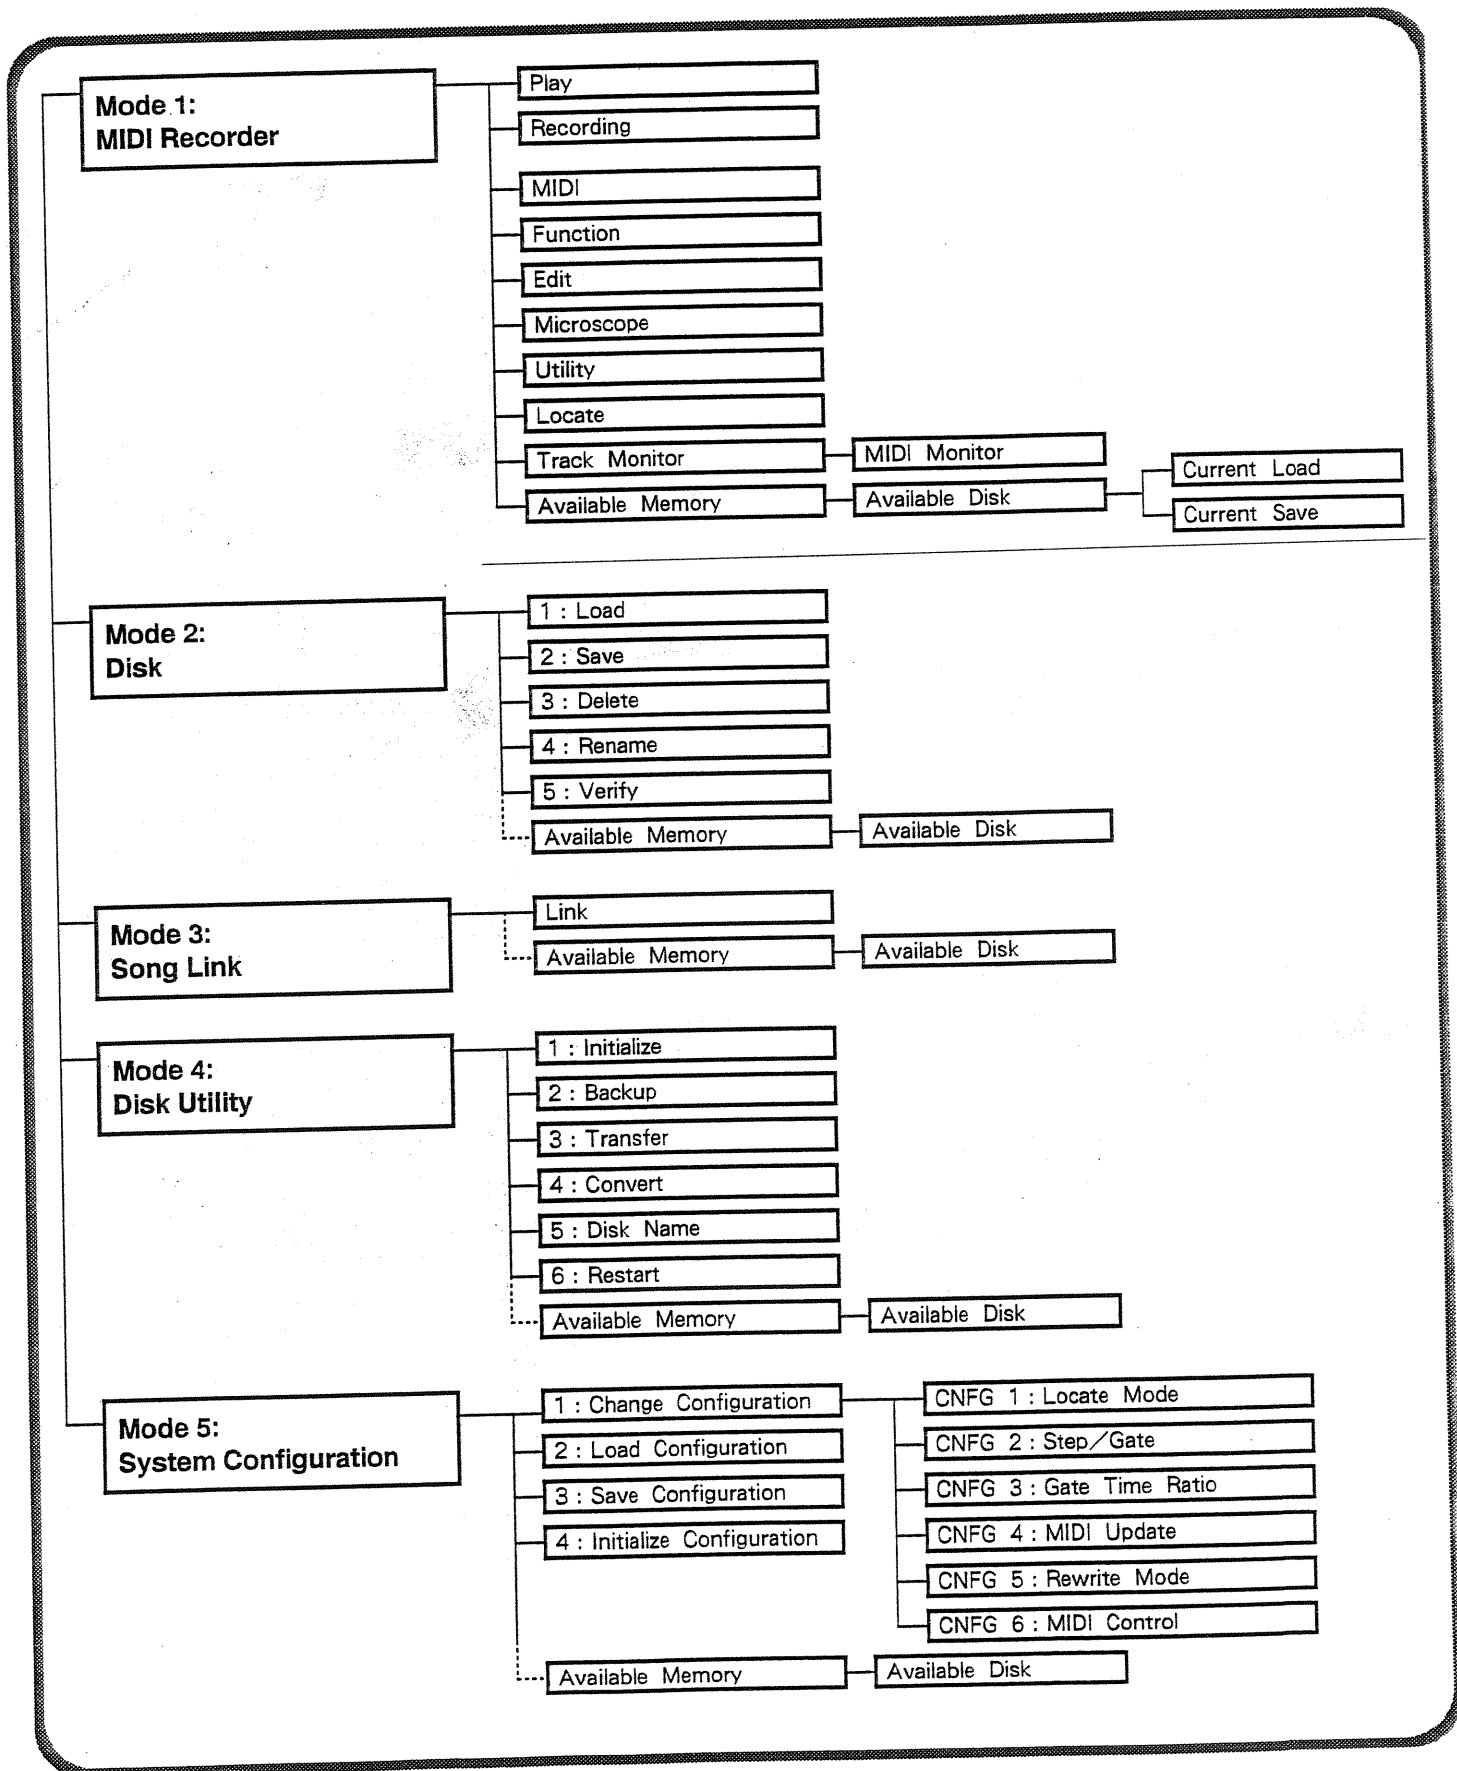 Mode 1:
MIDI Recorder
Play
Recording
MIDI
Function
Edit
Microscope
Utility
Locate
Track Monitor
MIDI Monitor
Available Memory
Available Disk
Current Load
Current Save
Mode 2:
Disk
1 : Load
2 : Save
3 : Delete
4 : Rename
5 : Verify
Available Memory
Available Disk
Mode 3:
Song Link
Link
Available Memory
Available Disk
Mode 4:
Disk Utility
1 : Initialize
2 : Backup
3 : Transfer
4 : Convert
5 : Disk Name
6 : Restart
Available Memory
Available Disk
Mode 5:
System Configuration
1 : Change Configuration
2 : Load Configuration
3 : Save Configuration
4 : Initialize Configuration
CNFG 1 : Locate Mode
CNFG 2 : Step／Gate
CNFG 3 : Gate Time Ratio
CNFG 4 : MIDI Update
CNFG 5 : Rewrite Mode
CNFG 6 : MIDI Control
Available Memory
Available Disk